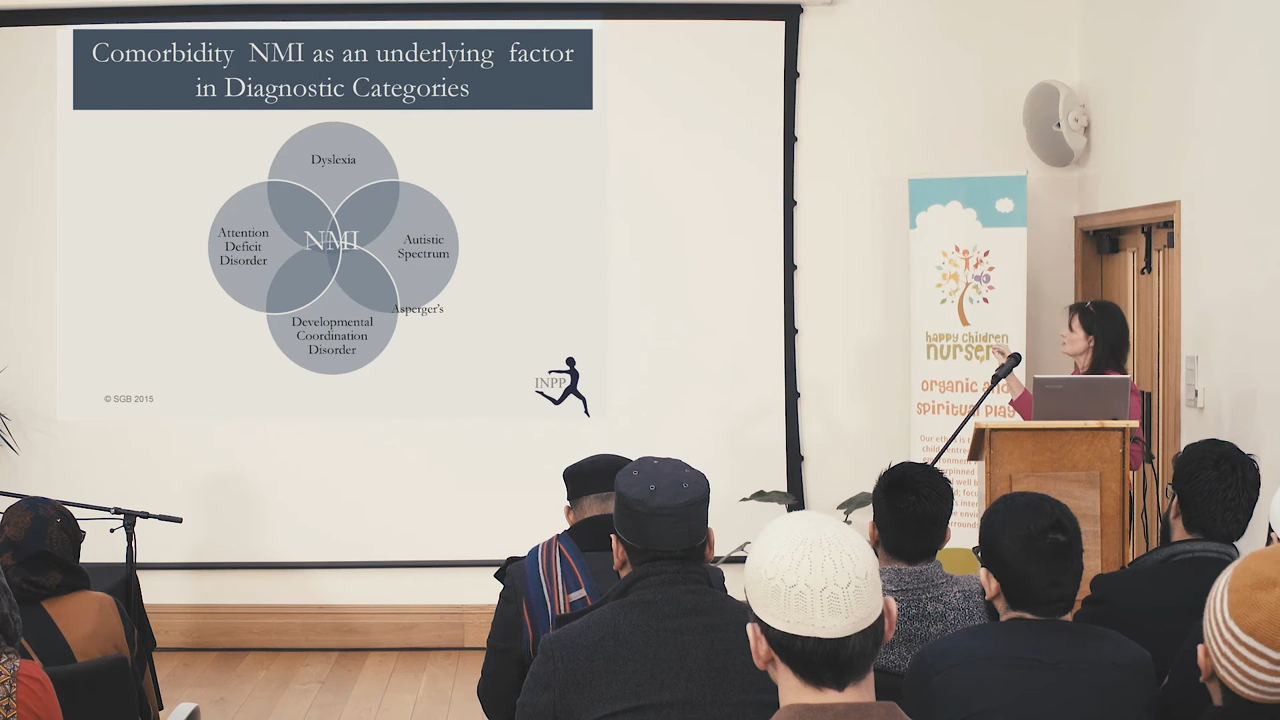 Comorbidity NMI as an underlying factor
in Diagnostic Categories
Dyslexia
Attention
Deficit
Disorder
NMI
Autistic
Spectrum
Asperger's
Developmental
Coordination
Disorder
INPP
© SGB 2015
happy children
nursery
organic and
spiritual play
Our